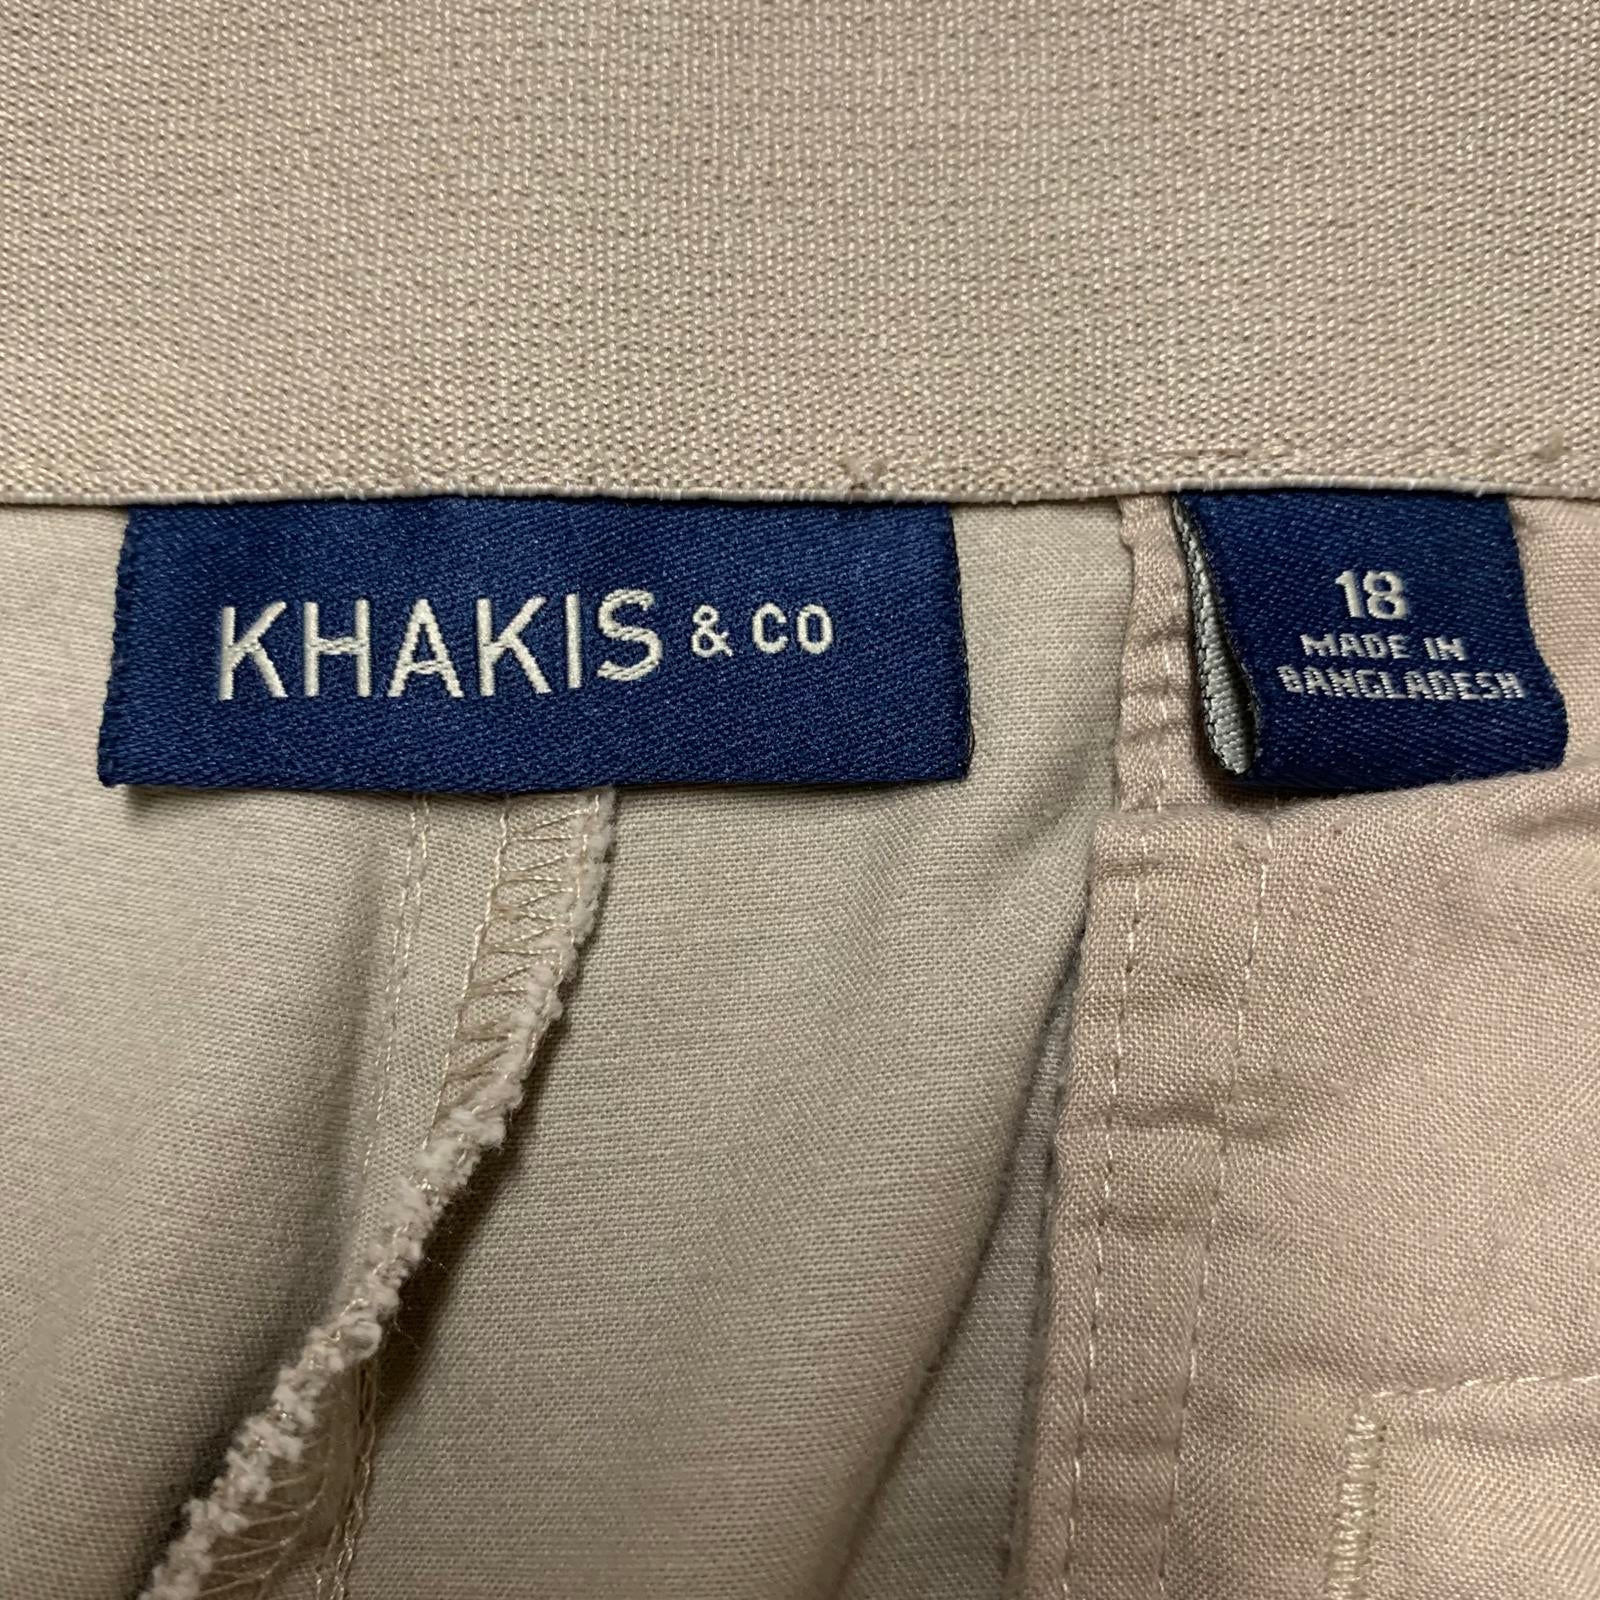 KHAKIS & CO
18
MADE IN
BANGLADESH